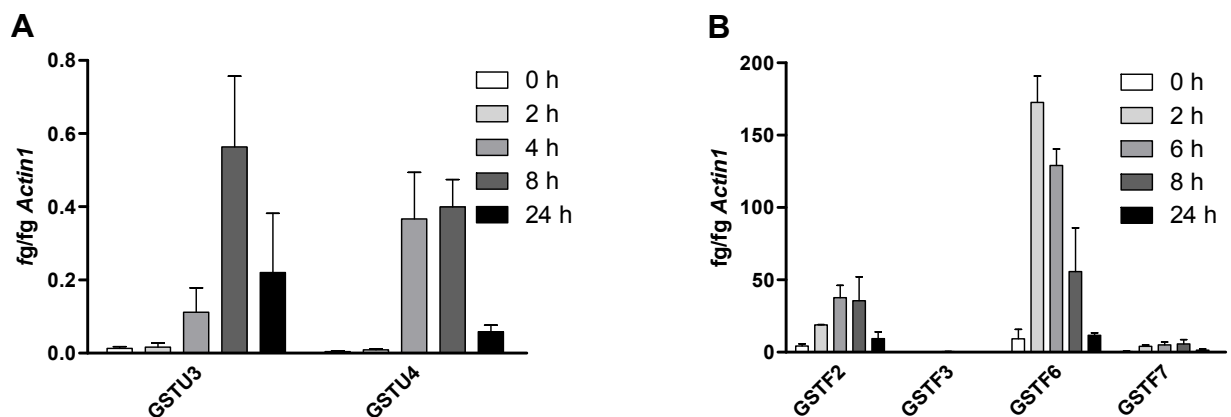 A
fg/fg Actin1
0.8
0.6
0.4
0.2
0.0
GSTU3
GSTU4
0 h
2 h
4 h
8 h
24 h
B
fg/fg Actin1
200
150
100
50
0
GSTF2
GSTF3
GSTF6
GSTF7
0 h
2 h
6 h
8 h
24 h